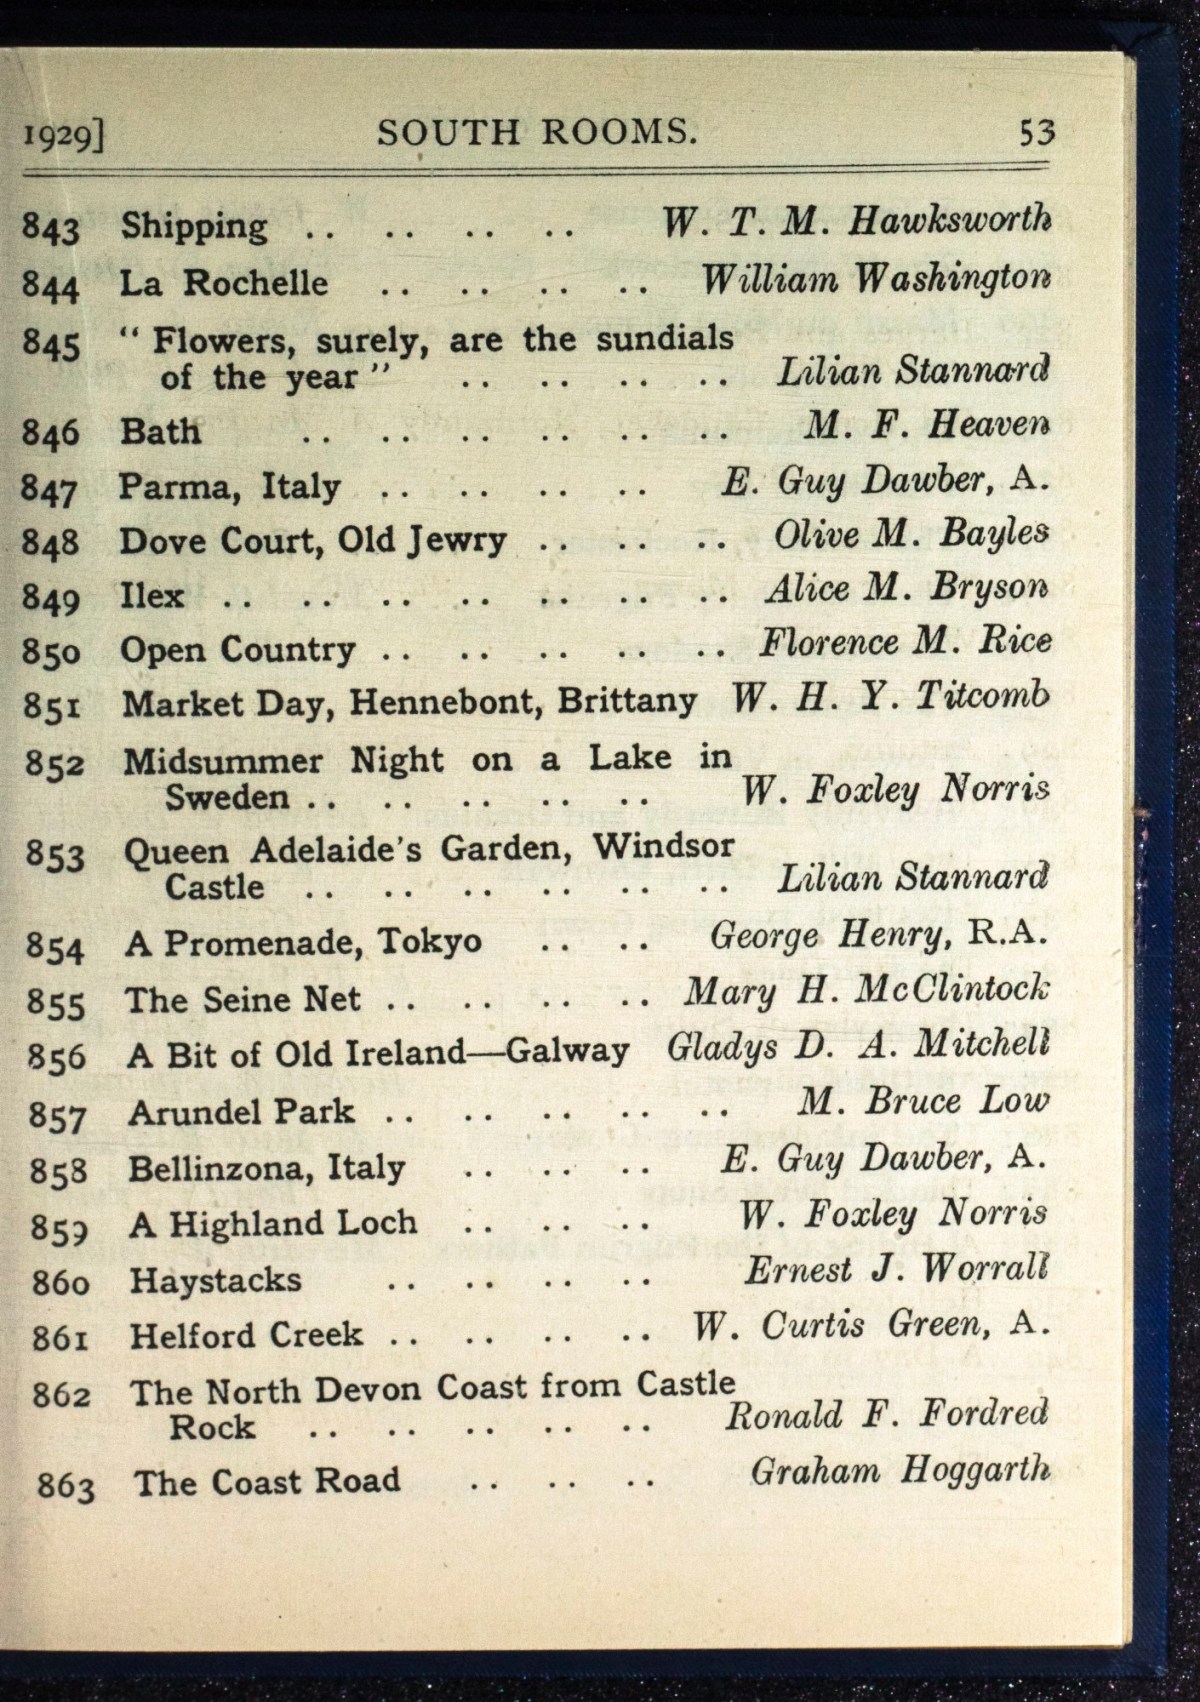 1929] SOUTH ROOMS. 53
843 Shipping .. .. .. .. W. T. M. Hawksworth
844 La Rochelle .. .. .. .. William Washington
845 “ Flowers, surely, are the sundials
of the year ” .. .. .. .. Lilian Stannard
846 Bath .. .. .. .. .. .. M. F. Heaven
847 Parma, Italy .. .. .. .. E. Guy Dawber, A.
848 Dove Court, Old Jewry .. .. .. Olive M. Bayles
849 Ilex .. .. .. .. .. .. .. Alice M. Bryson
850 Open Country .. .. .. .. .. Florence M. Rice
851 Market Day, Hennebont, Brittany W. H. Y. Titcomb
852 Midsummer Night on a Lake in
Sweden .. .. .. .. .. W. Foxley Norris
853 Queen Adelaide's Garden, Windsor
Castle .. .. .. .. .. .. Lilian Stannard
854 A Promenade, Tokyo .. .. George Henry, R.A.
855 The Seine Net .. .. .. .. Mary H. McClintock
856 A Bit of Old Ireland—Galway Gladys D. A. Mitchell
857 Arundel Park .. .. .. .. .. M. Bruce Low
858 Bellinzona, Italy .. .. .. E. Guy Dawber, A.
859 A Highland Loch .. .. .. W. Foxley Norris
860 Haystacks .. .. .. .. Ernest J. Worrall
861 Helford Creek .. .. .. .. W. Curtis Green, A.
862 The North Devon Coast from Castle
Rock .. .. .. .. .. Ronald F. Fordred
863 The Coast Road .. .. .. Graham Hoggarth